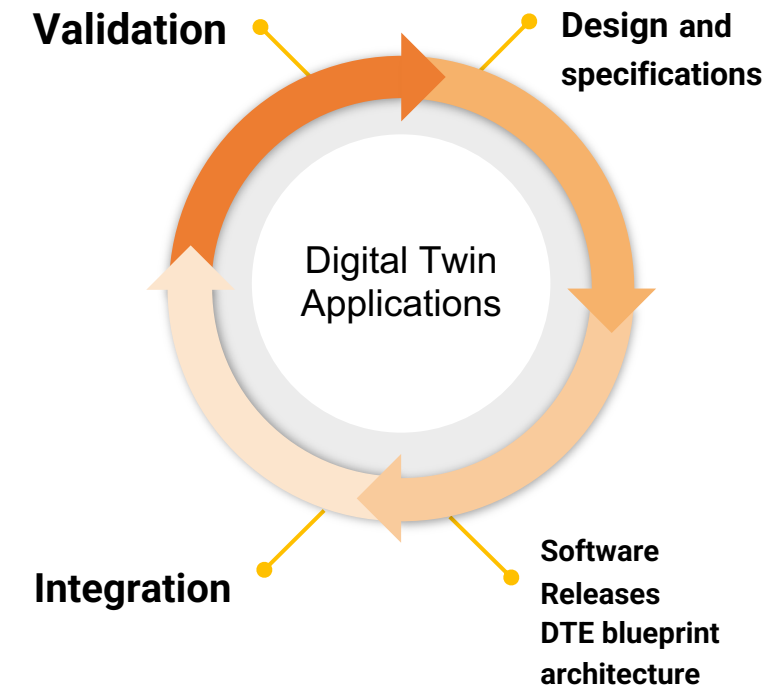 Validation
Design and
specifications
Digital Twin
Applications
Integration
Software
Releases
DTE blueprint
architecture